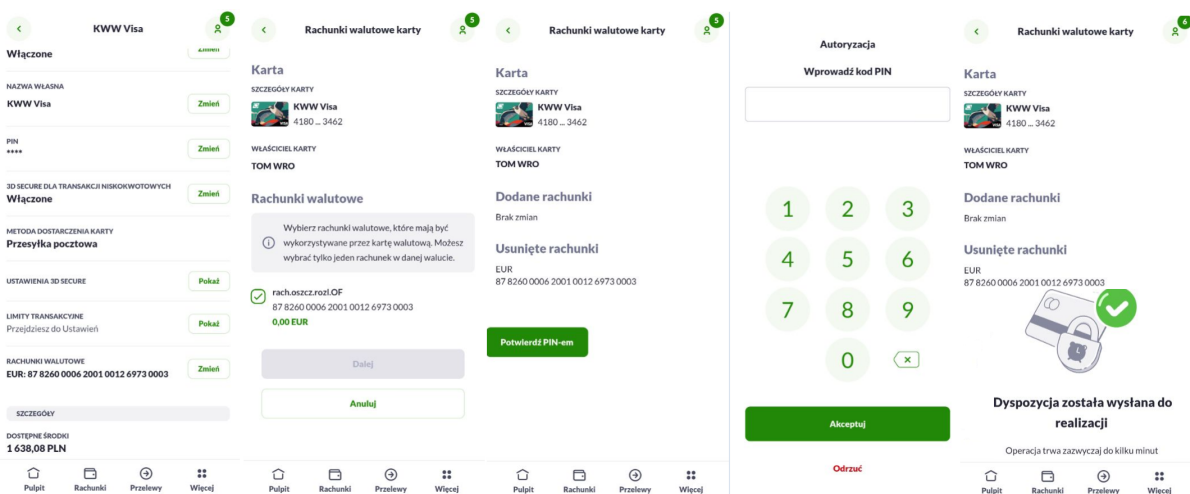 KWW Visa
5
Włączone
Zmień
NAZWA WŁASNA
KWW Visa
Zmień
PIN
****
Zmień
3D SECURE DLA TRANSAKCJI NISKOKWOTOWYCH
Włączone
Zmień
METODA DOSTARCZENIA KARTY
Przesyłka pocztowa
USTAWIENIA 3D SECURE
Pokaż
LIMITY TRANSAKCYJNE
Przejdziesz do Ustawień
Pokaż
RACHUNKI WALUTOWE
EUR: 87 8260 0006 2001 0012 6973 0003
Zmień
SZCZEGÓŁY
DOSTĘPNE ŚRODKI
1 638,08 PLN
Pulpit Rachunki Przelewy Więcej
Rachunki walutowe karty
5
Karta
SZCZEGÓŁY KARTY
KWW Visa
4180 ... 3462
WŁAŚCICIEL KARTY
TOM WRO
Rachunki walutowe
Wybierz rachunki walutowe, które mają być
wykorzystywane przez kartę walutową. Możesz
wybrać tylko jeden rachunek w danej walucie.
rach.oszcz.rozl.OF
87 8260 0006 2001 0012 6973 0003
0,00 EUR
Dalej
Anuluj
Pulpit Rachunki Przelewy Więcej
Rachunki walutowe karty
5
Karta
SZCZEGÓŁY KARTY
KWW Visa
4180 ... 3462
WŁAŚCICIEL KARTY
TOM WRO
Dodane rachunki
Brak zmian
Usunięte rachunki
EUR
87 8260 0006 2001 0012 6973 0003
Potwierdź PIN-em
Pulpit Rachunki Przelewy Więcej
Autoryzacja
Wprowadź kod PIN
1 2 3
4 5 6
7 8 9
0
Akceptuj
Odrzuć
Rachunki walutowe karty
6
Karta
SZCZEGÓŁY KARTY
KWW Visa
4180 ... 3462
WŁAŚCICIEL KARTY
TOM WRO
Dodane rachunki
Brak zmian
Usunięte rachunki
EUR
87 8260 0006 2001 0012 6973 0003
Dyspozycja została wysłana do
realizacji
Operacja trwa zazwyczaj do kilku minut
Pulpit Rachunki Przelewy Więcej